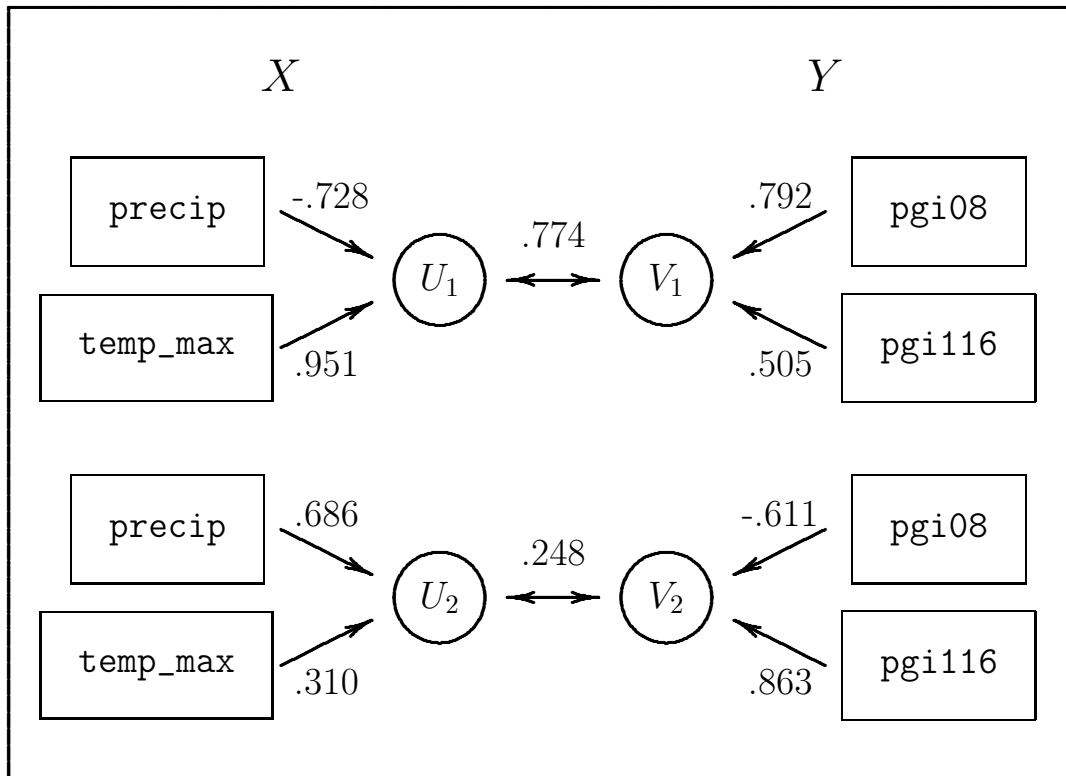 X Y
precip -.728 .792 pgi08
U1 .774 V1
temp_max .951 .505 pgi116
precip .686 -.611 pgi08
U2 .248 V2
temp_max .310 .863 pgi116